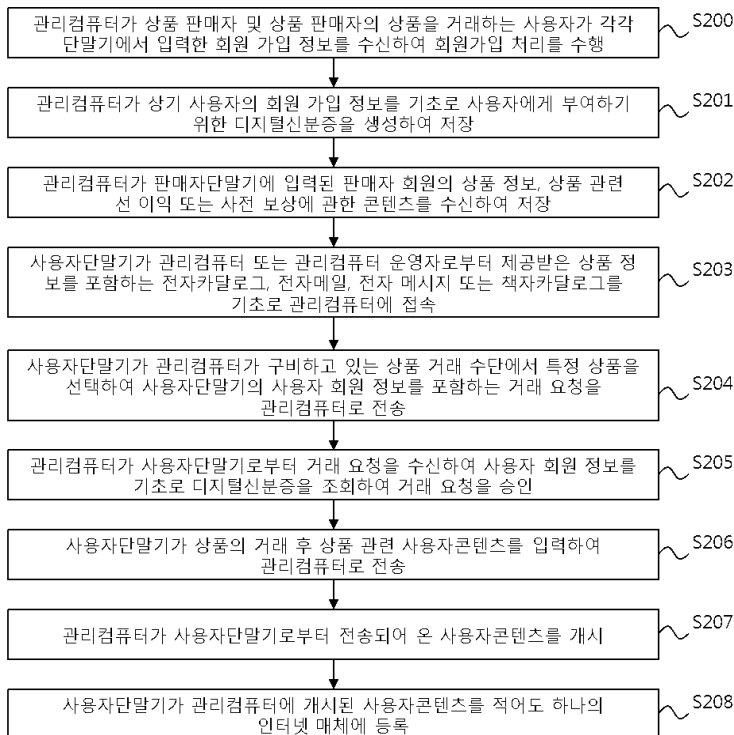 관리컴퓨터가 상품 판매자 및 상품 판매자의 상품을 거래하는 사용자가 각각
단말기에서 입력한 회원 가입 정보를 수신하여 회원가입 처리를 수행
S200
관리컴퓨터가 상기 사용자의 회원 가입 정보를 기초로 사용자에게 부여하기
위한 디지털신분증을 생성하여 저장
S201
관리컴퓨터가 판매자단말기에 입력된 판매자 회원의 상품 정보, 상품 관련
선 이익 또는 사전 보상에 관한 콘텐츠를 수신하여 저장
S202
사용자단말기가 관리컴퓨터 또는 관리컴퓨터 운영자로부터 제공받은 상품 정
보를 포함하는 전자카달로그, 전자메일, 전자 메시지 또는 책자카달로그를
기초로 관리컴퓨터에 접속
S203
사용자단말기가 관리컴퓨터가 구비하고 있는 상품 거래 수단에서 특정 상품을
선택하여 사용자단말기의 사용자 회원 정보를 포함하는 거래 요청을
관리컴퓨터로 전송
S204
관리컴퓨터가 사용자단말기로부터 거래 요청을 수신하여 사용자 회원 정보를
기초로 디지털신분증을 조회하여 거래 요청을 승인
S205
사용자단말기가 상품의 거래 후 상품 관련 사용자콘텐츠를 입력하여
관리컴퓨터로 전송
S206
관리컴퓨터가 사용자단말기로부터 전송되어 온 사용자콘텐츠를 게시
S207
사용자단말기가 관리컴퓨터에 게시된 사용자콘텐츠를 적어도 하나의
인터넷 매체에 등록
S208